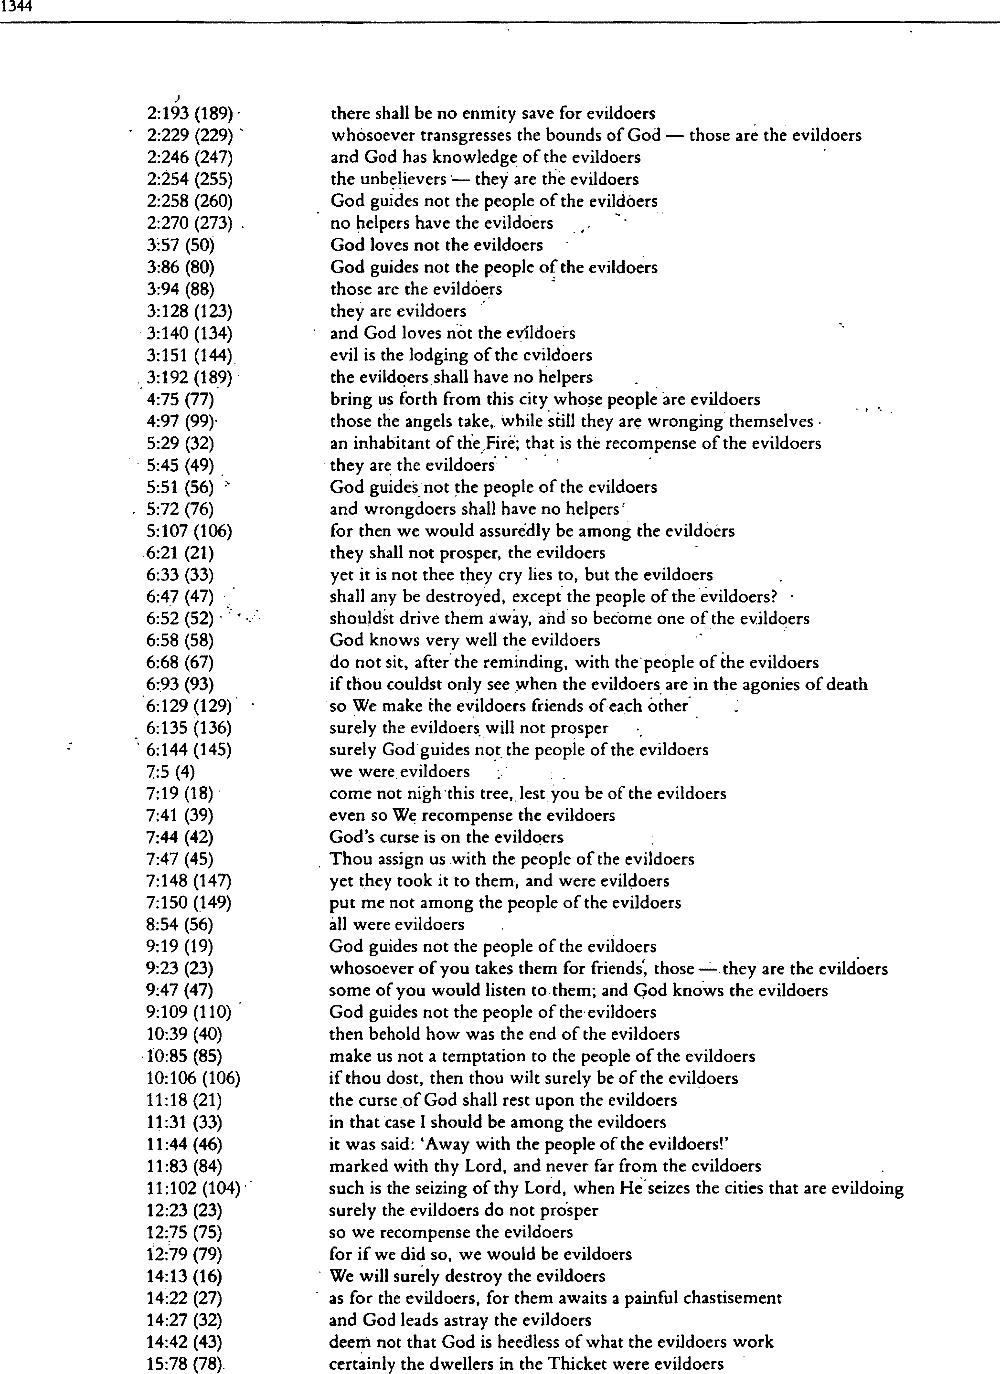 1344
2:193 (189) there shall be no enmity save for evildoers
2:229 (229) whosoever transgresses the bounds of God — those are the evildoers
2:246 (247) and God has knowledge of the evildoers
2:254 (255) the unbelievers — they are the evildoers
2:258 (260) God guides not the people of the evildoers
2:270 (273) no helpers have the evildoers
3:57 (50) God loves not the evildoers
3:86 (80) God guides not the people of the evildoers
3:94 (88) those are the evildoers
3:128 (123) they are evildoers
3:140 (134) and God loves not the evildoers
3:151 (144) evil is the lodging of the evildoers
3:192 (189) the evildoers shall have no helpers
4:75 (77) bring us forth from this city whose people are evildoers
4:97 (99) those the angels take, while still they are wronging themselves
5:29 (32) an inhabitant of the Fire; that is the recompense of the evildoers
5:45 (49) they are the evildoers
5:51 (56) God guides not the people of the evildoers
5:72 (76) and wrongdoers shall have no helpers
5:107 (106) for then we would assuredly be among the evildoers
6:21 (21) they shall not prosper, the evildoers
6:33 (33) yet it is not thee they cry lies to, but the evildoers
6:47 (47) shall any be destroyed, except the people of the evildoers?
6:52 (52) shouldst drive them away, and so become one of the evildoers
6:58 (58) God knows very well the evildoers
6:68 (67) do not sit, after the reminding, with the people of the evildoers
6:93 (93) if thou couldst only see when the evildoers are in the agonies of death
6:129 (129) so We make the evildoers friends of each other
6:135 (136) surely the evildoers will not prosper
6:144 (145) surely God guides not the people of the evildoers
7:5 (4) we were evildoers
7:19 (18) come not nigh this tree, lest you be of the evildoers
7:41 (39) even so We recompense the evildoers
7:44 (42) God's curse is on the evildoers
7:47 (45) Thou assign us with the people of the evildoers
7:148 (147) yet they took it to them, and were evildoers
7:150 (149) put me not among the people of the evildoers
8:54 (56) all were evildoers
9:19 (19) God guides not the people of the evildoers
9:23 (23) whosoever of you takes them for friends, those — they are the evildoers
9:47 (47) some of you would listen to them; and God knows the evildoers
9:109 (110) God guides not the people of the evildoers
10:39 (40) then behold how was the end of the evildoers
10:85 (85) make us not a temptation to the people of the evildoers
10:106 (106) if thou dost, then thou wilt surely be of the evildoers
11:18 (21) the curse of God shall rest upon the evildoers
11:31 (33) in that case I should be among the evildoers
11:44 (46) it was said: 'Away with the people of the evildoers!'
11:83 (84) marked with thy Lord, and never far from the evildoers
11:102 (104) such is the seizing of thy Lord, when He seizes the cities that are evildoing
12:23 (23) surely the evildoers do not prosper
12:75 (75) so we recompense the evildoers
12:79 (79) for if we did so, we would be evildoers
14:13 (16) We will surely destroy the evildoers
14:22 (27) as for the evildoers, for them awaits a painful chastisement
14:27 (32) and God leads astray the evildoers
14:42 (43) deem not that God is heedless of what the evildoers work
15:78 (78) certainly the dwellers in the Thicket were evildoers